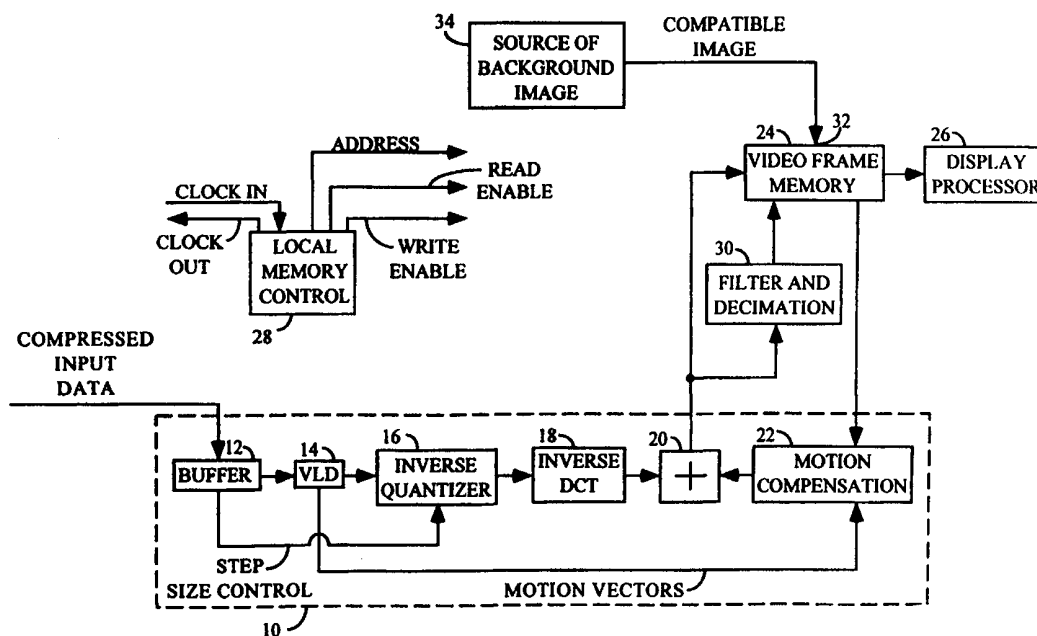 34
SOURCE OF
BACKGROUND
IMAGE
COMPATIBLE
IMAGE
24
32
VIDEO FRAME
MEMORY
26
DISPLAY
PROCESSOR
ADDRESS
READ
ENABLE
CLOCK IN
CLOCK
OUT
WRITE
ENABLE
LOCAL
MEMORY
CONTROL
28
30
FILTER AND
DECIMATION
COMPRESSED
INPUT
DATA
12
BUFFER
14
VLD
16
INVERSE
QUANTIZER
18
INVERSE
DCT
20
+
22
MOTION
COMPENSATION
STEP
SIZE CONTROL
MOTION VECTORS
10